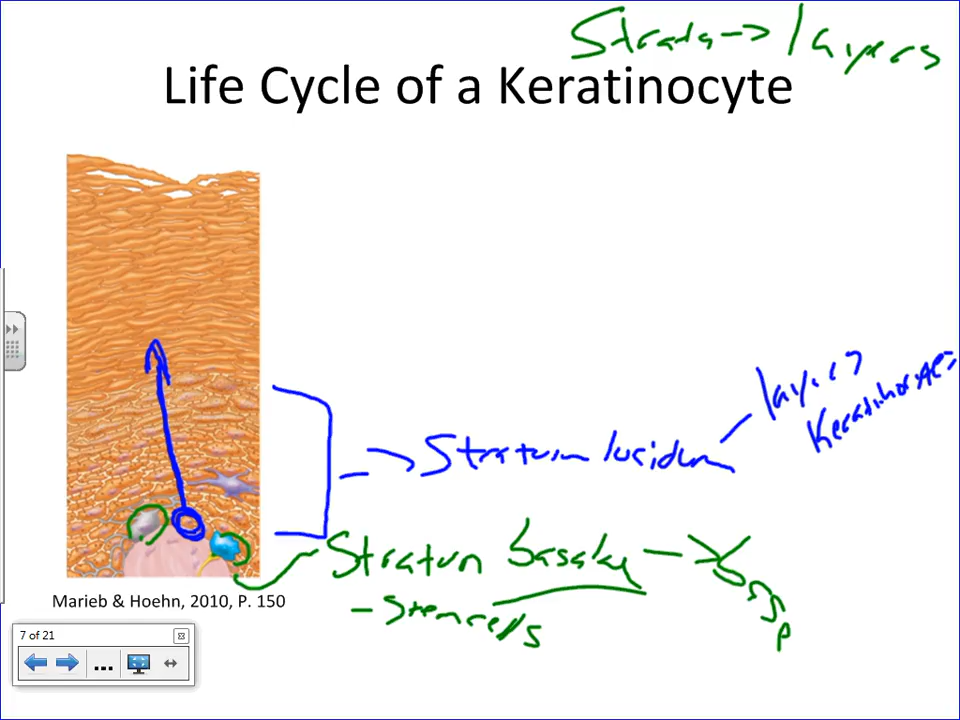 Strata -> layers
Life Cycle of a Keratinocyte
layers
Stratum lucidum
Stratum basale
- Stem cells
Marieb & Hoehn, 2010, P. 150
7 of 21
...